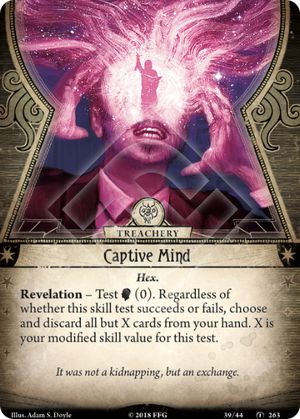 TREACHERY
Captive Mind
Hex.
Revelation – Test (0). Regardless of
whether this skill test succeeds or fails, choose
and discard all but X cards from your hand. X is
your modified skill value for this test.
It was not a kidnapping, but an exchange.
Illus. Adam S. Doyle © 2018 FFG 39/44 263